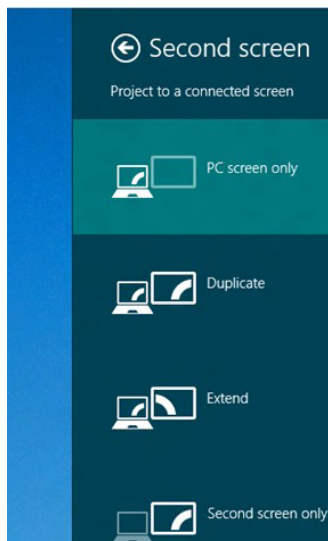 Second screen
Project to a connected screen
PC screen only
Duplicate
Extend
Second screen only